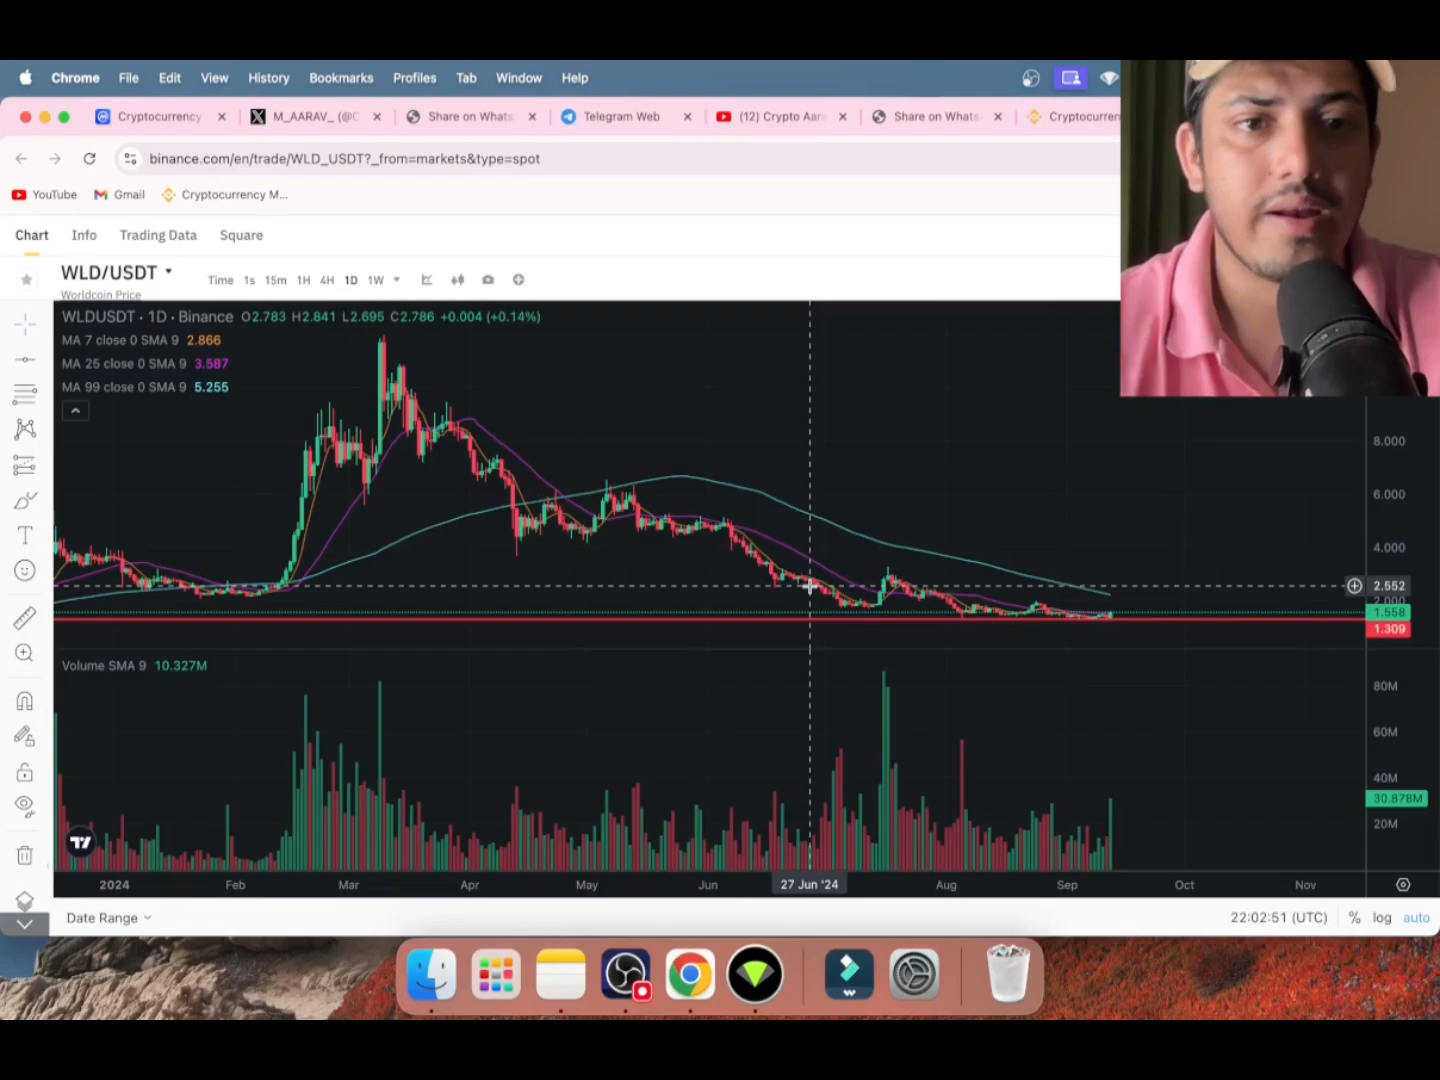 Chrome File Edit View History Bookmarks Profiles Tab Window Help
Cryptocurrency M_AARAV_ (@C Share on Whats Telegram Web (12) Crypto Aara Share on Whats Cryptocurren
binance.com/en/trade/WLD_USDT?_from=markets&type=spot
YouTube Gmail Cryptocurrency M...
Chart Info Trading Data Square
WLD/USDT Time 1s 15m 1H 4H 1D 1W
Worldcoin Price
WLDUSDT · 1D · Binance O2.783 H2.841 L2.695 C2.786 +0.004 (+0.14%)
MA 7 close 0 SMA 9 2.866
MA 25 close 0 SMA 9 3.587
MA 99 close 0 SMA 9 5.255
8.000
6.000
4.000
2.552
2.000
1.558
1.309
Volume SMA 9 10.327M
80M
60M
40M
30.878M
20M
2024 Feb Mar Apr May Jun 27 Jun '24 Aug Sep Oct Nov
Date Range 22:02:51 (UTC) % log auto